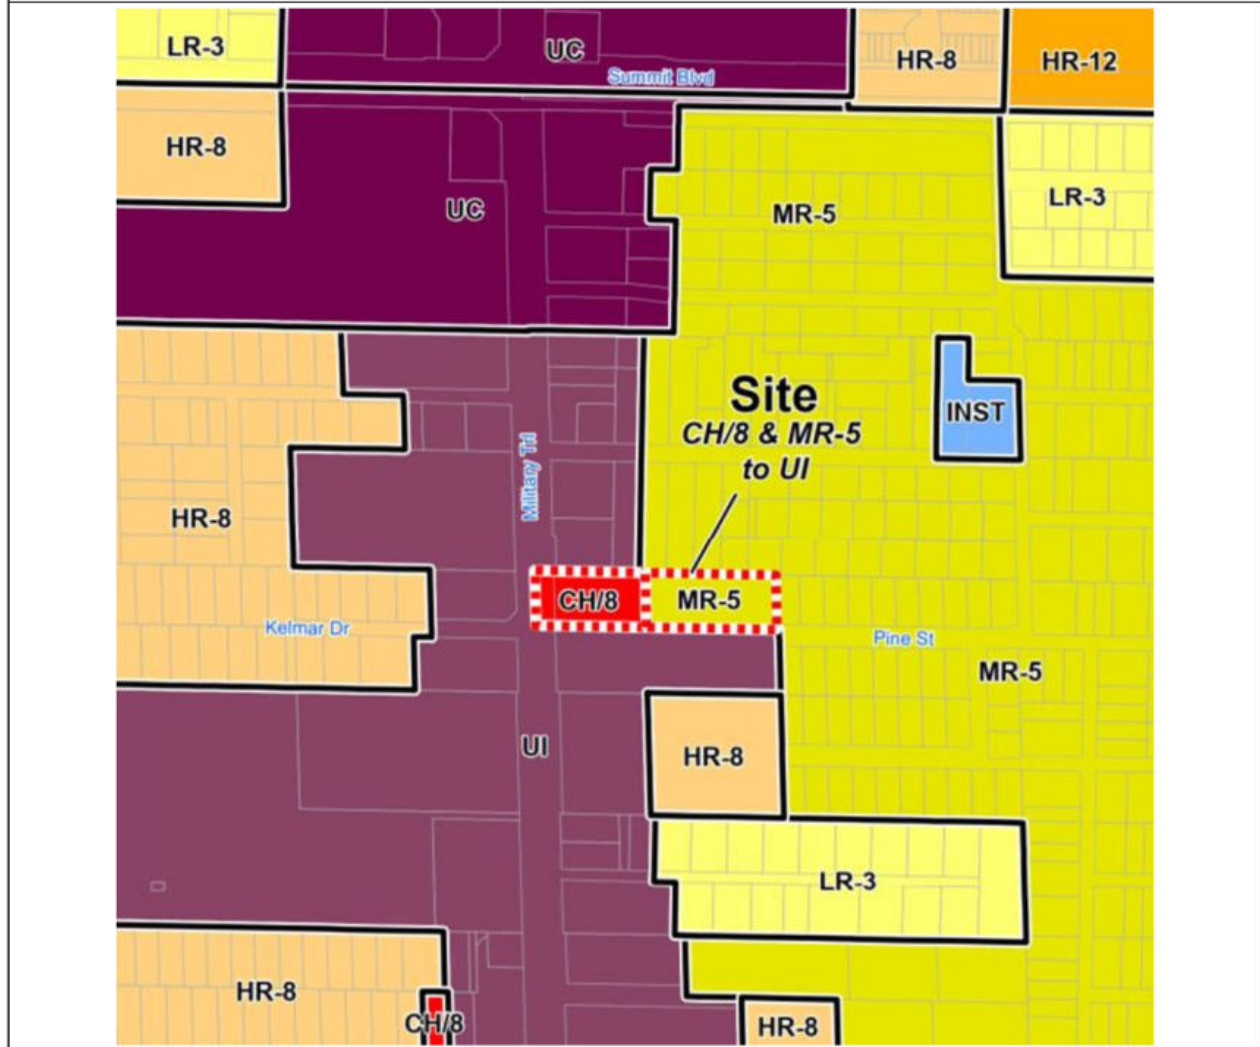 LR-3
UC
Summit Blvd
HR-8
HR-12
HR-8
UC
MR-5
LR-3
Site
CH/8 & MR-5
to UI
INST
Military Trl
HR-8
CH/8
MR-5
Kelmar Dr
Pine St
MR-5
UI
HR-8
LR-3
HR-8
CH/8
HR-8